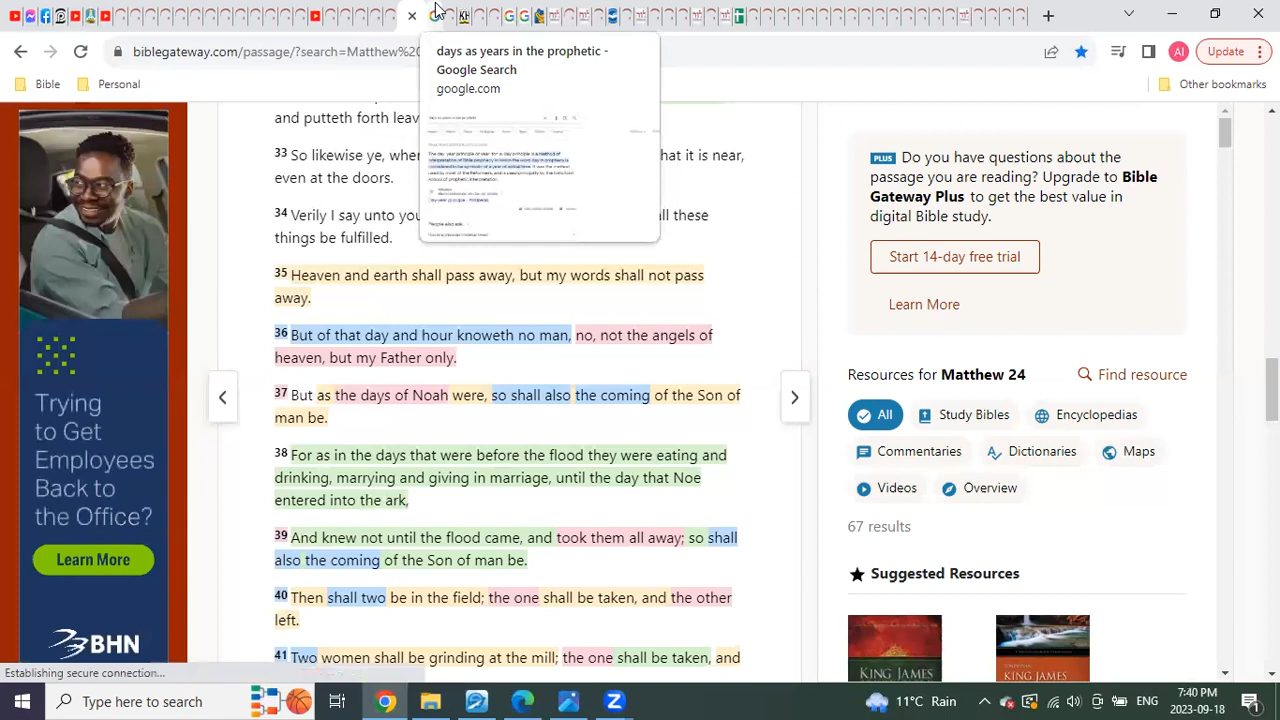 biblegateway.com/passage/?search=Matthew%20
Update
Bible
Personal
Other bookmarks
days as years in the prophetic -
Google Search
google.com
and putteth forth leav
So likewise ye, whe
hat it is near,
even at the doors.
erily I say unto you
all these
things be fulfilled.
35 Heaven and earth shall pass away, but my words shall not pass
away.
36 But of that day and hour knoweth no man, no, not the angels of
heaven, but my Father only.
37 But as the days of Noah were, so shall also the coming of the Son of
man be.
38 For as in the days that were before the flood they were eating and
drinking, marrying and giving in marriage, until the day that Noe
entered into the ark,
39 And knew not until the flood came, and took them all away; so shall
also the coming of the Son of man be.
40 Then shall two be in the field; the one shall be taken, and the other
left.
41 Two shall be grinding at the mill; the one shall be taken, and
Trying
to Get
Employees
Back to
the Office?
Learn More
BHN
Do you have questions about the
passage you are reading? Upgrade to Bible
Gateway Plus to get the best value in
digital Bible study.
Start 14-day free trial
Learn More
Resources for Matthew 24
Find resource
All
Study Bibles
Encyclopedias
Commentaries
Dictionaries
Maps
Videos
Overview
67 results
Suggested Resources
KING JAMES
KING JAMES
Establishing secure connection...
Type here to search
11°C Rain
ENG
7:40 PM
2023-09-18